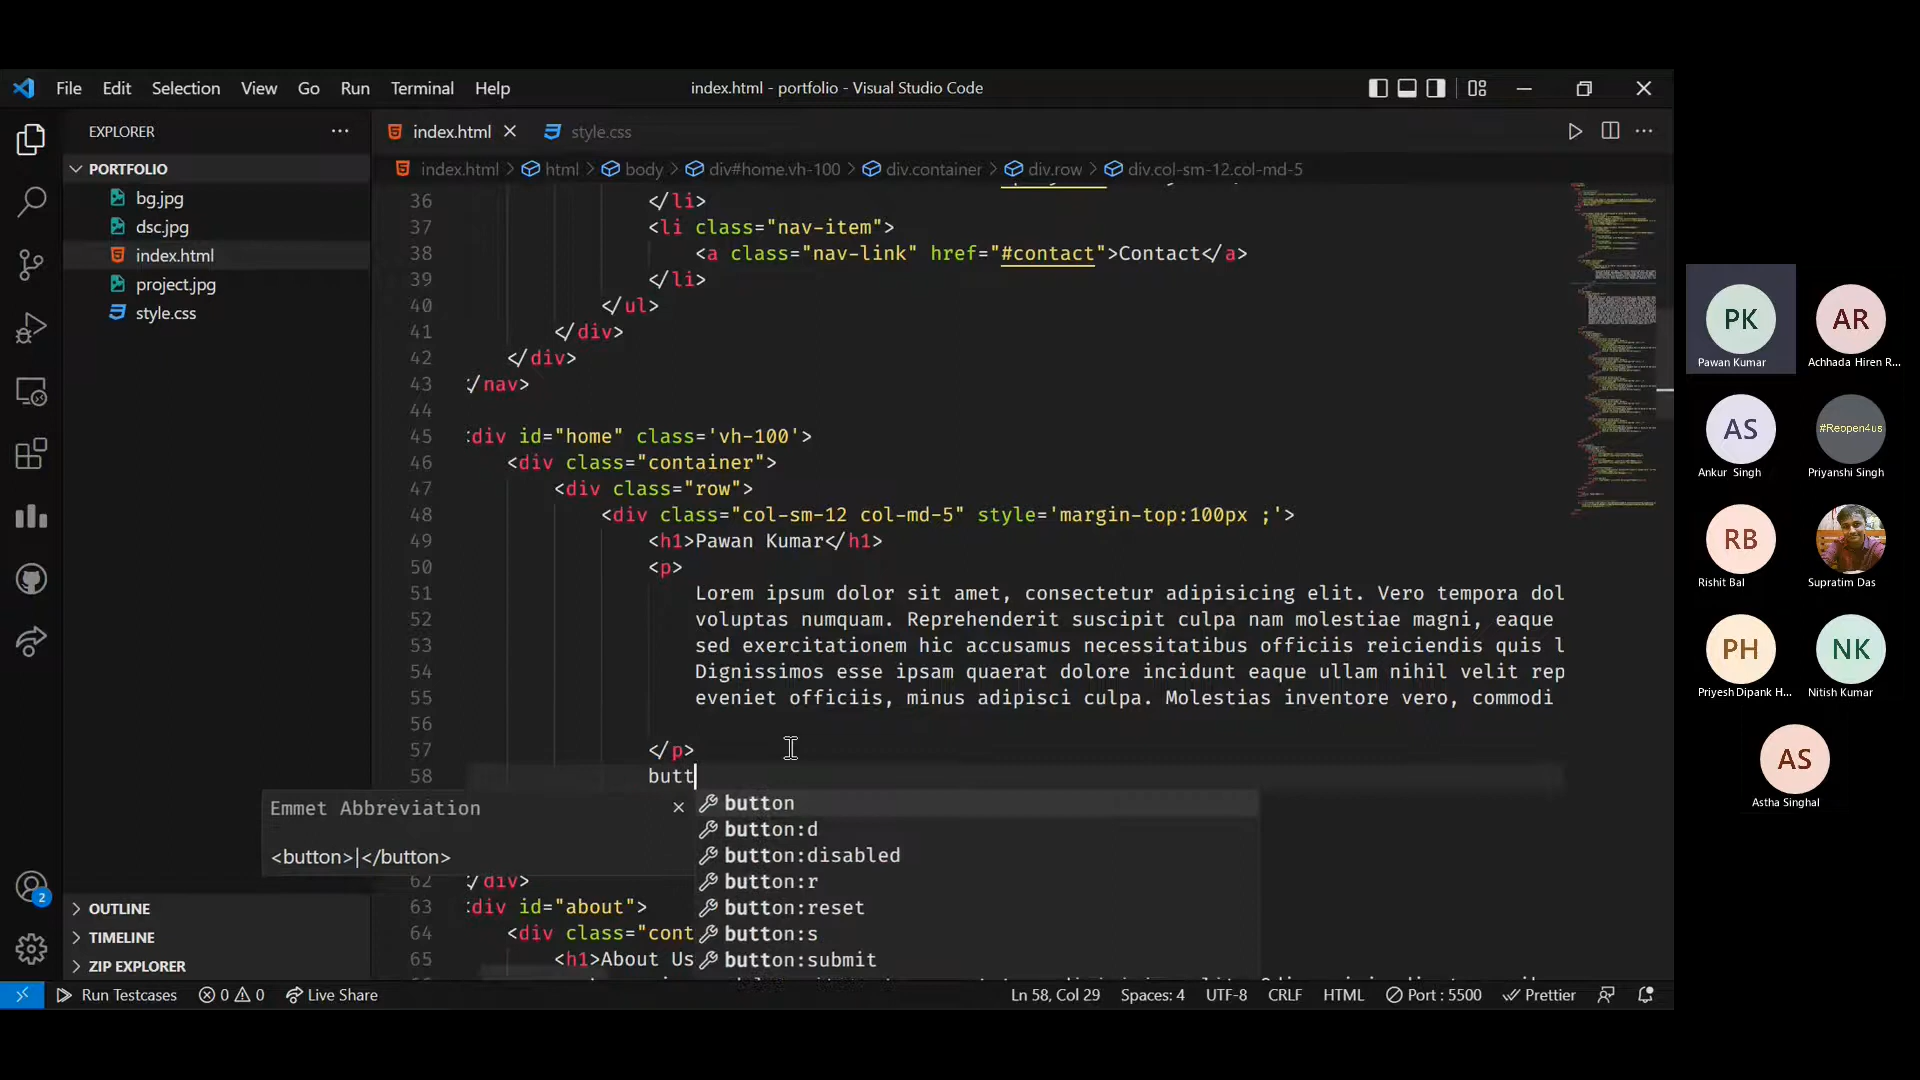 File Edit Selection View Go Run Terminal Help
index.html - portfolio - Visual Studio Code
EXPLORER
PORTFOLIO
bg.jpg
dsc.jpg
index.html
project.jpg
style.css
OUTLINE
TIMELINE
ZIP EXPLORER
2
index.html style.css
index.html > html > body > div#home.vh-100 > div.container > div.row > div.col-sm-12.col-md-5
36 </li>
37 <li class="nav-item">
38 <a class="nav-link" href="#contact">Contact</a>
39 </li>
40 </ul>
41 </div>
42 </div>
43 </nav>
44
45 <div id="home" class='vh-100'>
46 <div class="container">
47 <div class="row">
48 <div class="col-sm-12 col-md-5" style='margin-top:100px ;'>
49 <h1>Pawan Kumar</h1>
50 <p>
51 Lorem ipsum dolor sit amet, consectetur adipisicing elit. Vero tempora dol
52 voluptas numquam. Reprehenderit suscipit culpa nam molestiae magni, eaque
53 sed exercitationem hic accusamus necessitatibus officiis reiciendis quis l
54 Dignissimos esse ipsam quaerat dolore incidunt eaque ullam nihil velit rep
55 eveniet officiis, minus adipisci culpa. Molestias inventore vero, commodi
56
57 </p>
58 butt
Emmet Abbreviation
<button>|</button>
button
button:d
button:disabled
button:r
button:reset
button:s
button:submit
62 </div>
63 <div id="about">
64 <div class="cont
65 <h1>About Us
Run Testcases 0 0 Live Share
Ln 58, Col 29 Spaces: 4 UTF-8 CRLF HTML Port : 5500 Prettier
PK
Pawan Kumar
AR
Achhada Hiren R...
AS
Ankur Singh
#Reopen4us
Priyanshi Singh
RB
Rishit Bal
Supratim Das
PH
Priyesh Dipank H...
NK
Nitish Kumar
AS
Astha Singhal